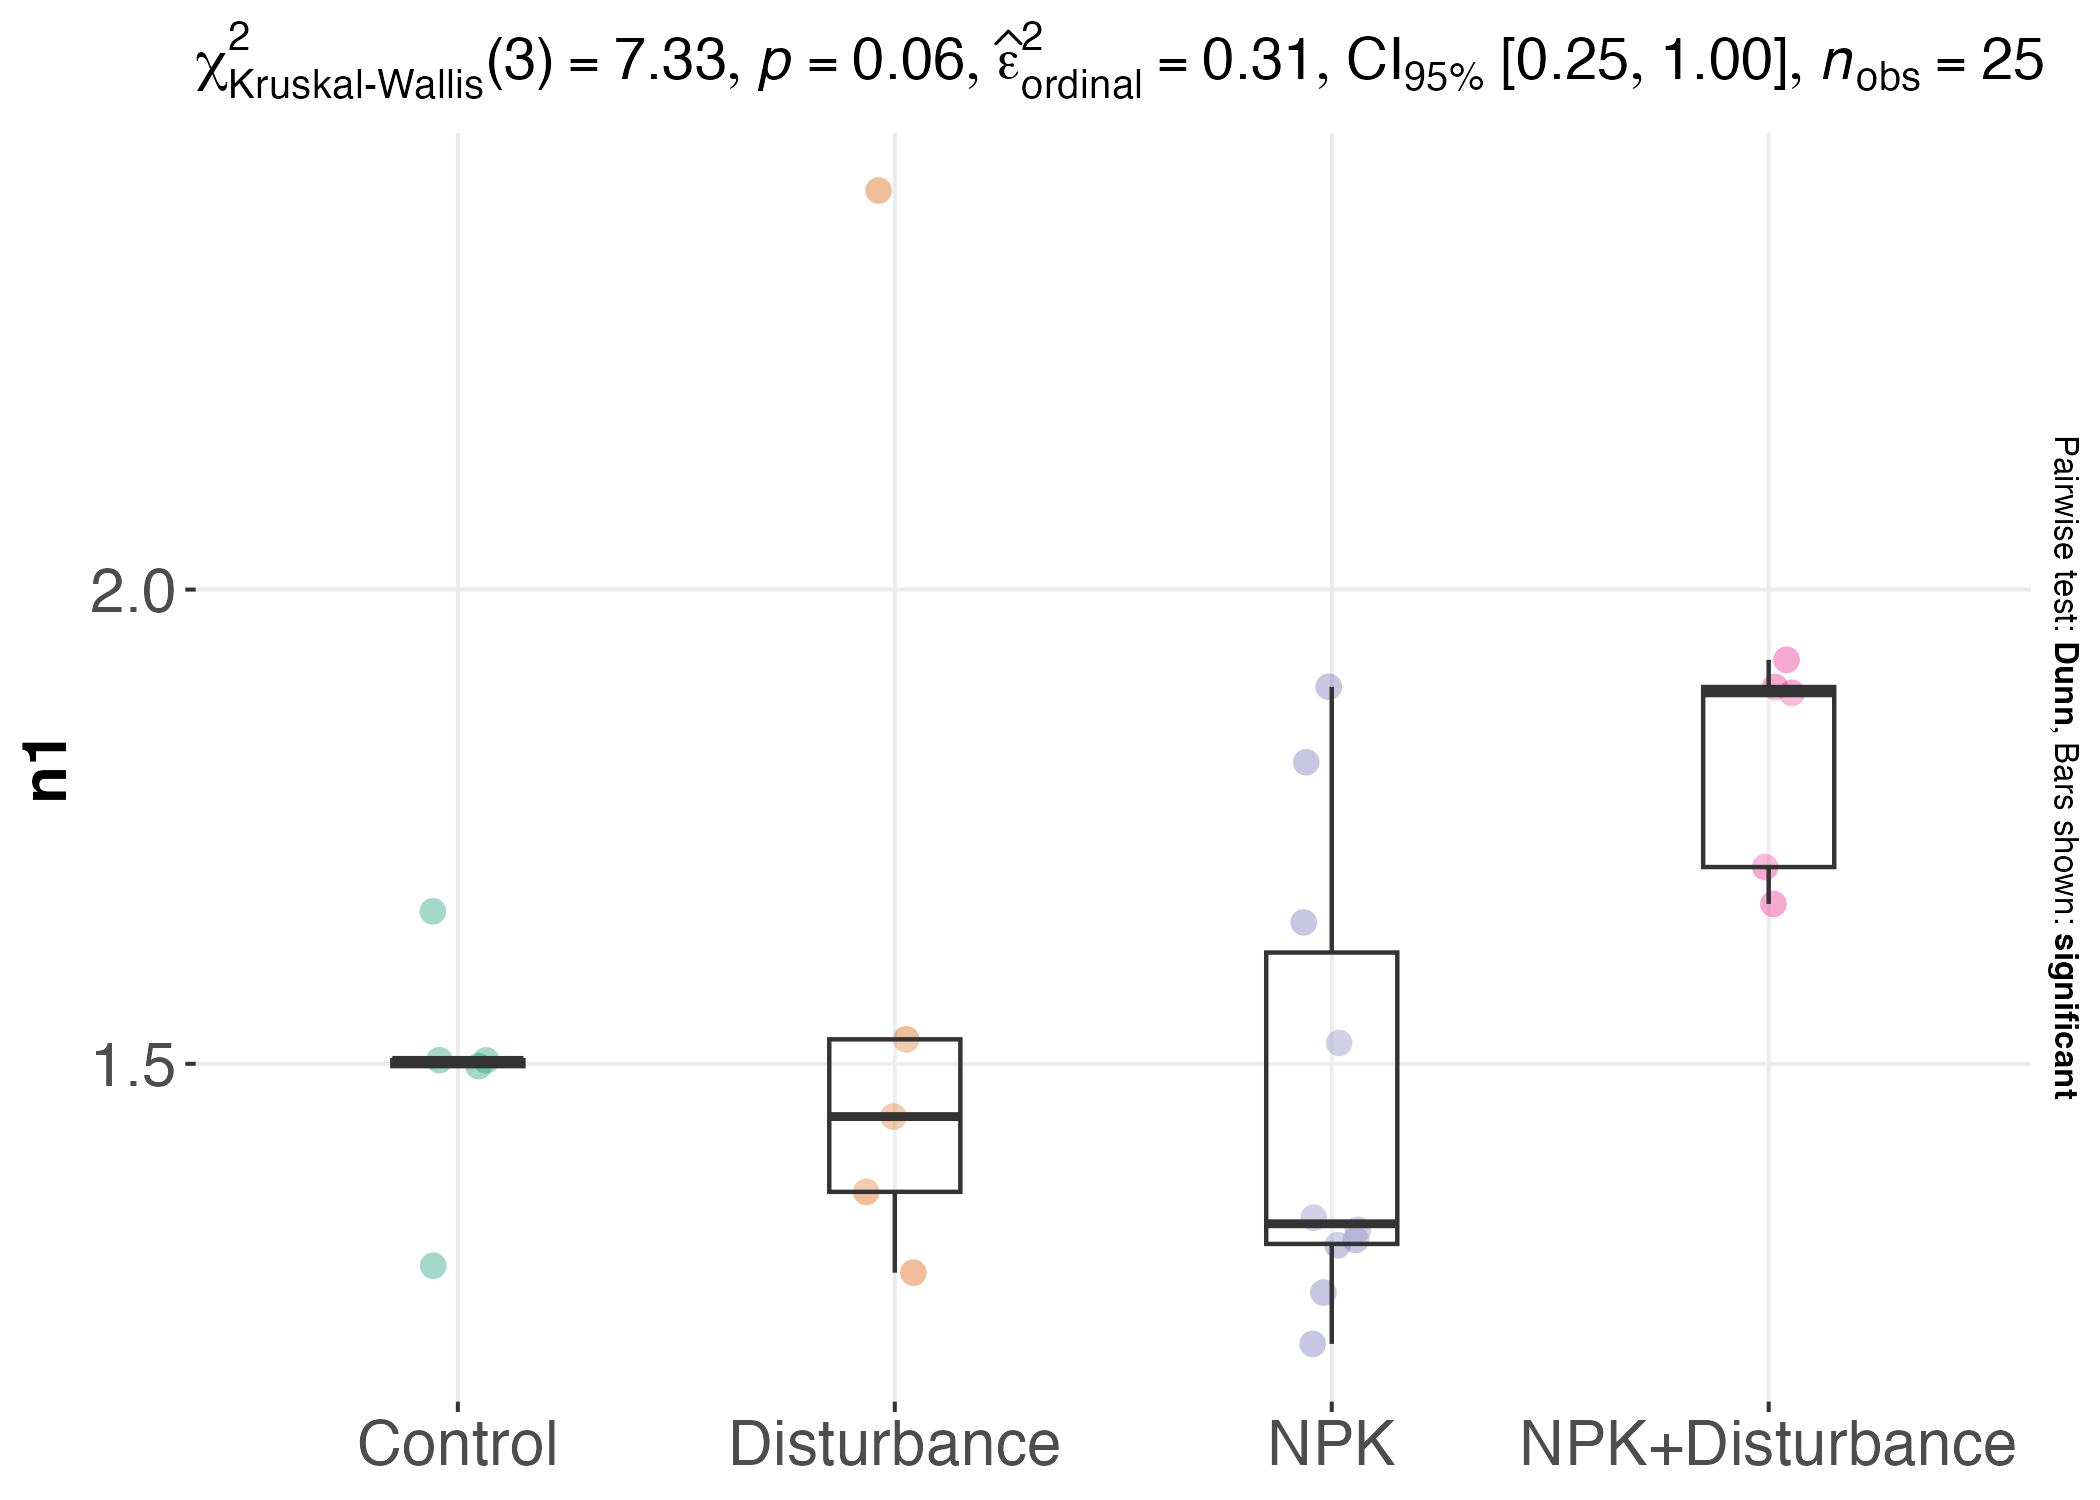 χ²Kruskal-Wallis(3) = 7.33, p = 0.06, ε̂²ordinal = 0.31, CI95% [0.25, 1.00], nobs = 25
n1
2.0
1.5
Control Disturbance NPK NPK+Disturbance
Pairwise test: Dunn, Bars shown: significant